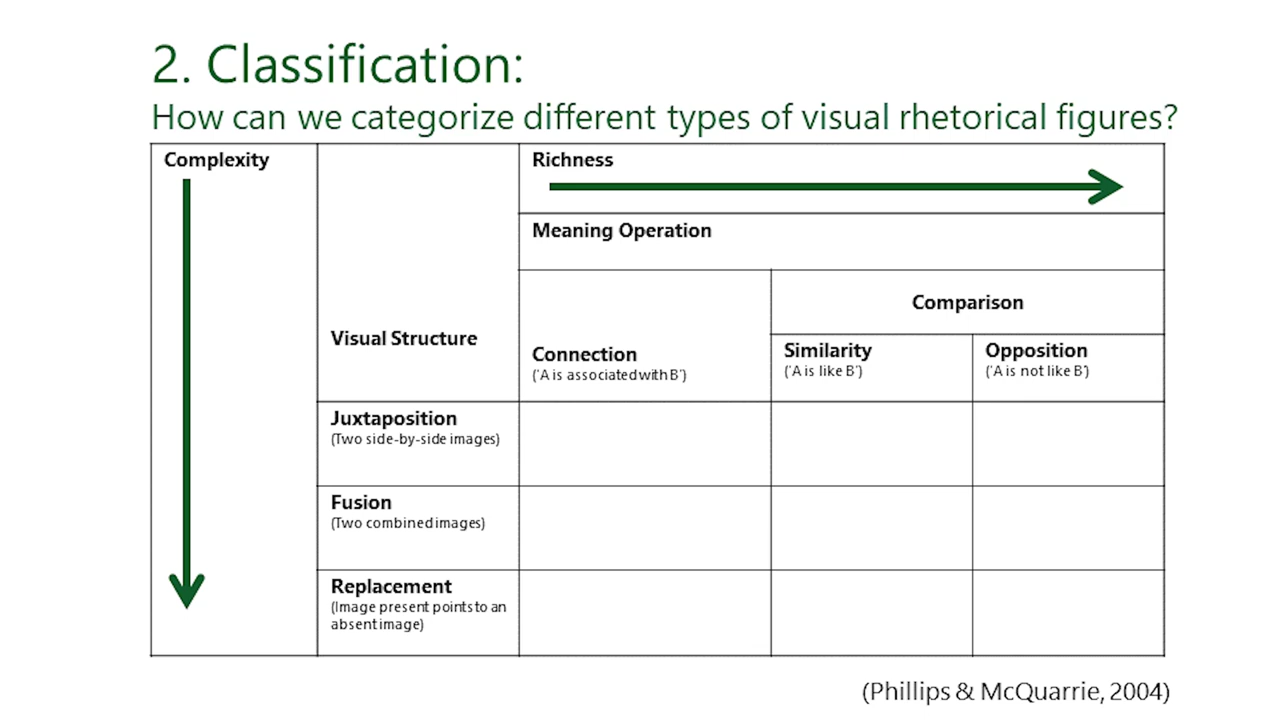 2. Classification:
How can we categorize different types of visual rhetorical figures?
Complexity
Richness
Meaning Operation
Comparison
Visual Structure
Connection
('A is associated with B')
Similarity
('A is like B')
Opposition
('A is not like B')
Juxtaposition
(Two side-by-side images)
Fusion
(Two combined images)
Replacement
(Image present points to an
absent image)
(Phillips & McQuarrie, 2004)